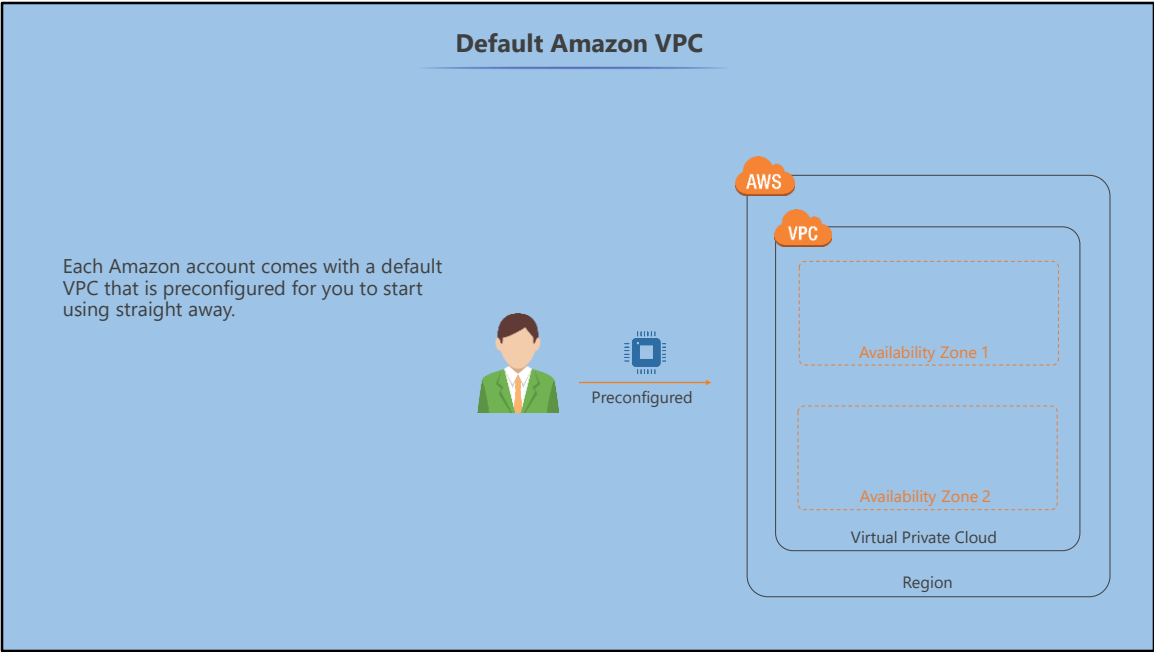 Default Amazon VPC
AWS
VPC
Each Amazon account comes with a default
VPC that is preconfigured for you to start
using straight away.
Availability Zone 1
Preconfigured
Availability Zone 2
Virtual Private Cloud
Region